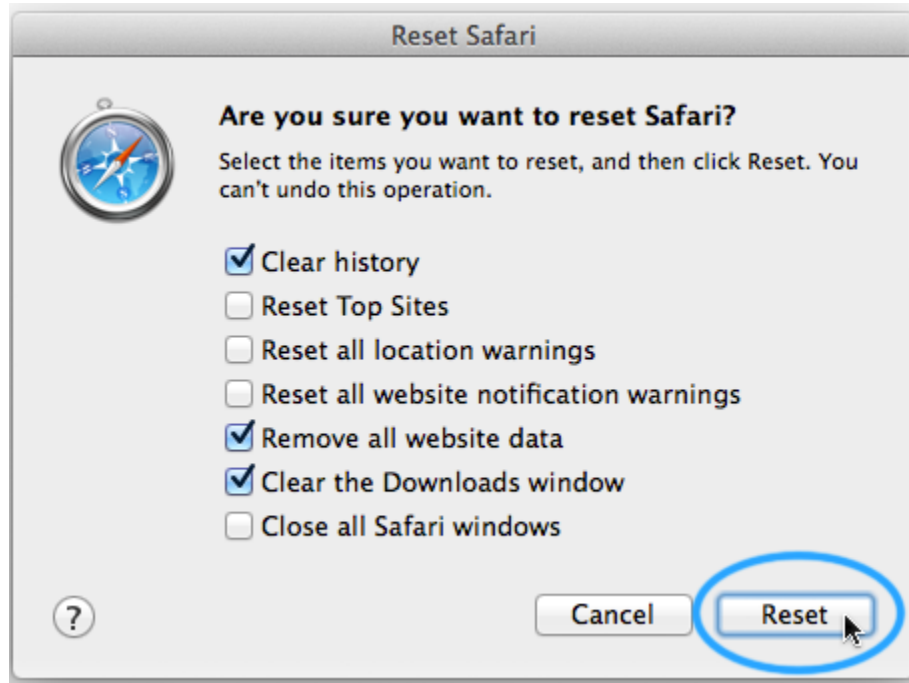 Reset Safari
Are you sure you want to reset Safari?
Select the items you want to reset, and then click Reset. You
can't undo this operation.
Clear history
Reset Top Sites
Reset all location warnings
Reset all website notification warnings
Remove all website data
Clear the Downloads window
Close all Safari windows
?
Cancel
Reset